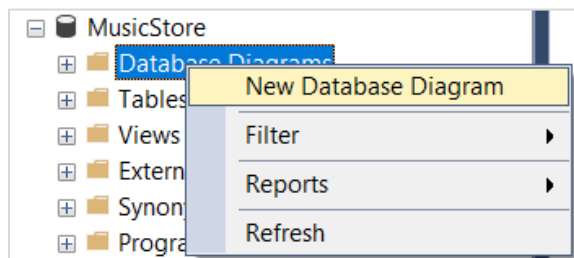 MusicStore
Database Diagrams
New Database Diagram
Tables
Views
Filter
Extern
Reports
Synony
Refresh
Progra